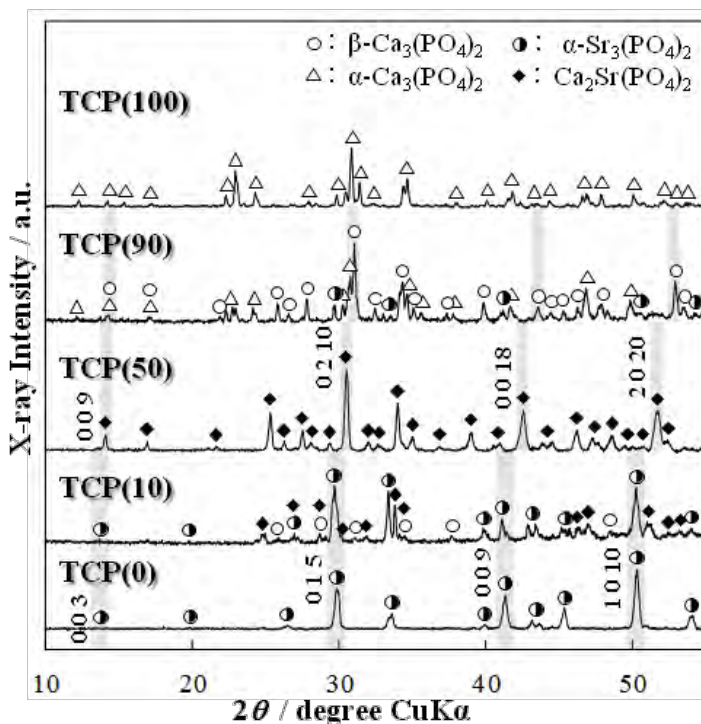 ○ : β-Ca₃(PO₄)₂ ◑ : α-Sr₃(PO₄)₂
△ : α-Ca₃(PO₄)₂ ◆ : Ca₂Sr(PO₄)₂
TCP(100)
TCP(90)
TCP(50)
0 0 9
0 2 10
0 0 18
2 0 20
TCP(10)
TCP(0)
0 0 3
0 1 5
0 0 9
1 0 10
X-ray Intensity / a.u.
10 20 30 40 50
2θ / degree CuKα